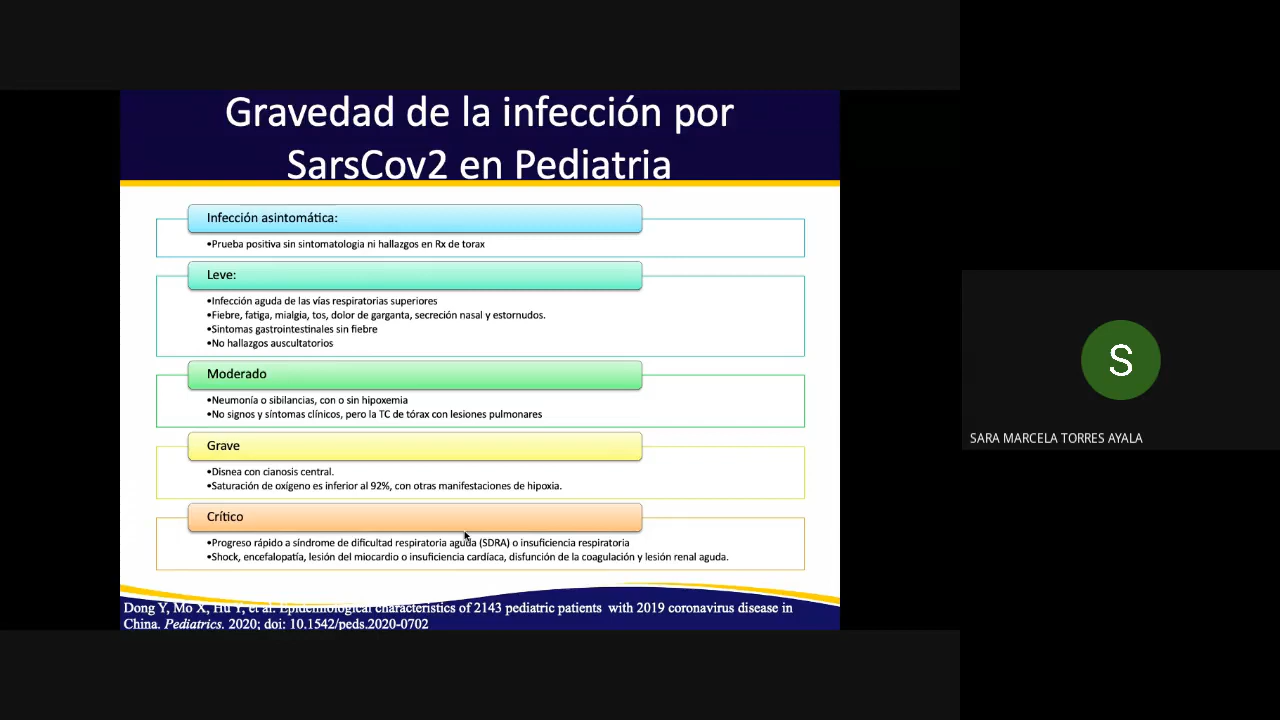 Gravedad de la infección por
SarsCov2 en Pediatria
Infección asintomática:
•Prueba positiva sin sintomatologia ni hallazgos en Rx de torax
Leve:
•Infección aguda de las vías respiratorias superiores
•Fiebre, fatiga, mialgia, tos, dolor de garganta, secreción nasal y estornudos.
•Sintomas gastrointestinales sin fiebre
•No hallazgos auscultatorios
Moderado
•Neumonía o sibilancias, con o sin hipoxemia
•No signos y síntomas clínicos, pero la TC de tórax con lesiones pulmonares
Grave
•Disnea con cianosis central.
•Saturación de oxígeno es inferior al 92%, con otras manifestaciones de hipoxia.
Crítico
•Progreso rápido a síndrome de dificultad respiratoria aguda (SDRA) o insuficiencia respiratoria
•Shock, encefalopatía, lesión del miocardio o insuficiencia cardíaca, disfunción de la coagulación y lesión renal aguda.
Dong Y, Mo X, Hu Y, et al. Epidemiological characteristics of 2143 pediatric patients with 2019 coronavirus disease in
China. Pediatrics. 2020; doi: 10.1542/peds.2020-0702
S
SARA MARCELA TORRES AYALA